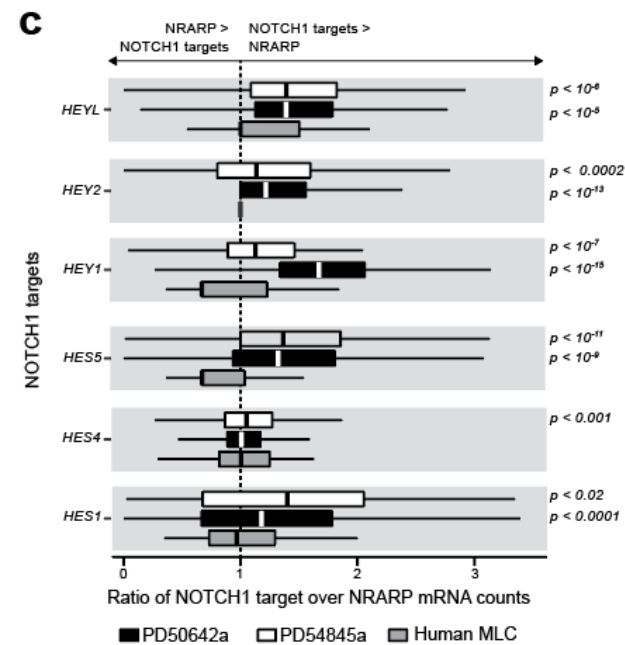 C
NRARP >
NOTCH1 targets
NOTCH1 targets >
NRARP
NOTCH1 targets
HEYL
p < 10⁻⁶
p < 10⁻⁵
HEY2
p < 0.0002
p < 10⁻¹³
HEY1
p < 10⁻⁷
p < 10⁻¹⁵
HES5
p < 10⁻¹¹
p < 10⁻⁹
HES4
p < 0.001
HES1
p < 0.02
p < 0.0001
0 1 2 3
Ratio of NOTCH1 target over NRARP mRNA counts
PD50642a PD54845a Human MLC